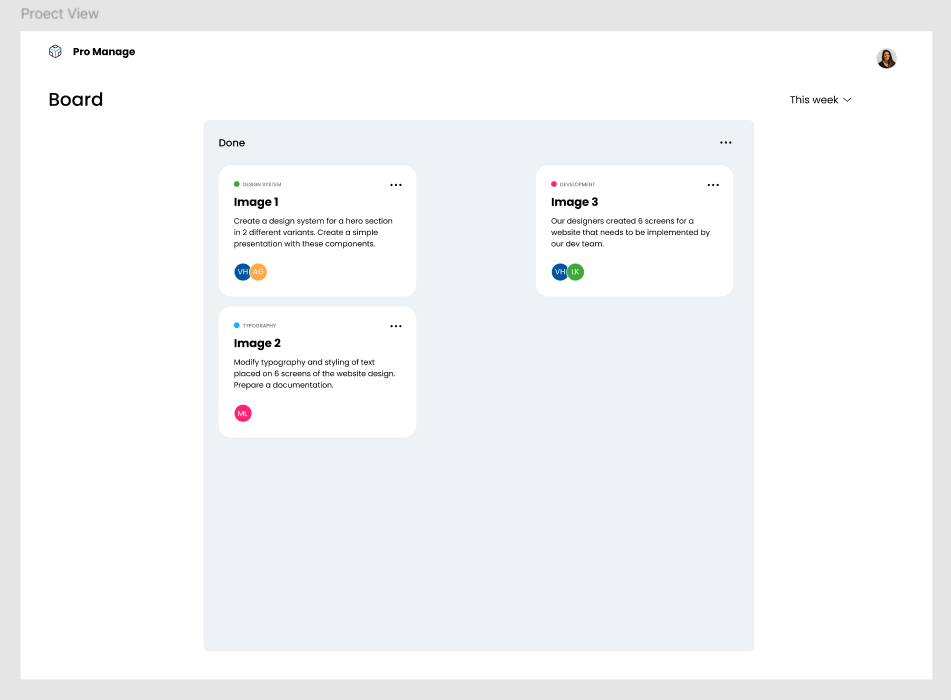 Proect View
Pro Manage
Board
This week
Done
DESIGN SYSTEM
Image 1
Create a design system for a hero section
in 2 different variants. Create a simple
presentation with these components.
VH AG
TYPOGRAPHY
Image 2
Modify typography and styling of text
placed on 6 screens of the website design.
Prepare a documentation.
ML
DEVELOPMENT
Image 3
Our designers created 6 screens for a
website that needs to be implemented by
our dev team.
VH LK